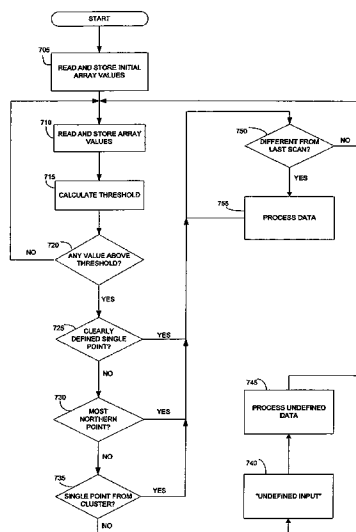 START
705
READ AND STORE INITIAL
ARRAY VALUES
710
READ AND STORE ARRAY
VALUES
715
CALCULATE THRESHOLD
720
ANY VALUE ABOVE
THRESHOLD?
NO
YES
725
CLEARLY
DEFINED SINGLE
POINT?
YES
NO
730
MOST
NORTHERN
POINT?
YES
NO
735
SINGLE POINT FROM
CLUSTER?
YES
NO
750
DIFFERENT FROM
LAST SCAN?
NO
YES
755
PROCESS DATA
745
PROCESS UNDEFINED
DATA
740
"UNDEFINED INPUT"